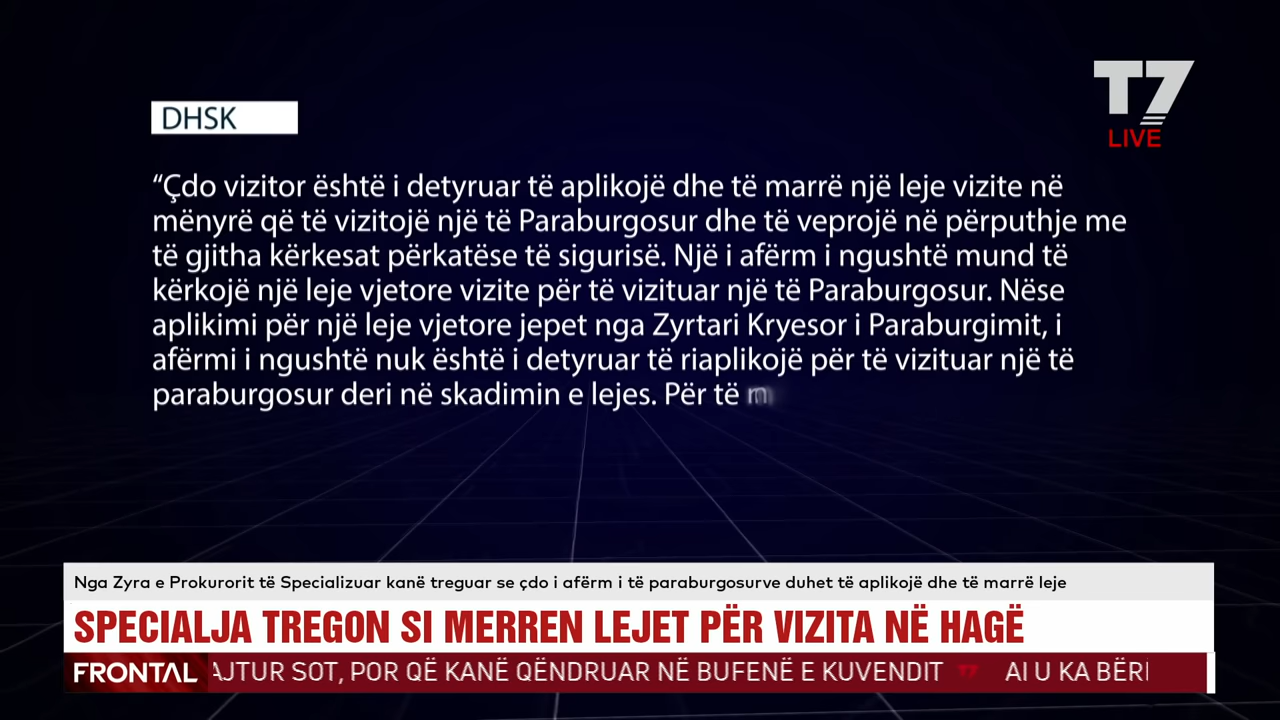 T7
LIVE
DHSK
“Çdo vizitor është i detyruar të aplikojë dhe të marrë një leje vizite në
mënyrë që të vizitojë një të Paraburgosur dhe të veprojë në përputhje me
të gjitha kërkesat përkatëse të sigurisë. Një i afërm i ngushtë mund të
kërkojë një leje vjetore vizite për të vizituar një të Paraburgosur. Nëse
aplikimi për një leje vjetore jepet nga Zyrtari Kryesor i Paraburgimit, i
afërmi i ngushtë nuk është i detyruar të riaplikojë për të vizituar një të
paraburgosur deri në skadimin e lejes. Për të
Nga Zyra e Prokurorit të Specializuar kanë treguar se çdo i afërm i të paraburgosurve duhet të aplikojë dhe të marrë leje
SPECIALJA TREGON SI MERREN LEJET PËR VIZITA NË HAGË
FRONTAL AJTUR SOT, POR QË KANË QËNDRUAR NË BUFENË E KUVENDIT T7 AI U KA BËRI